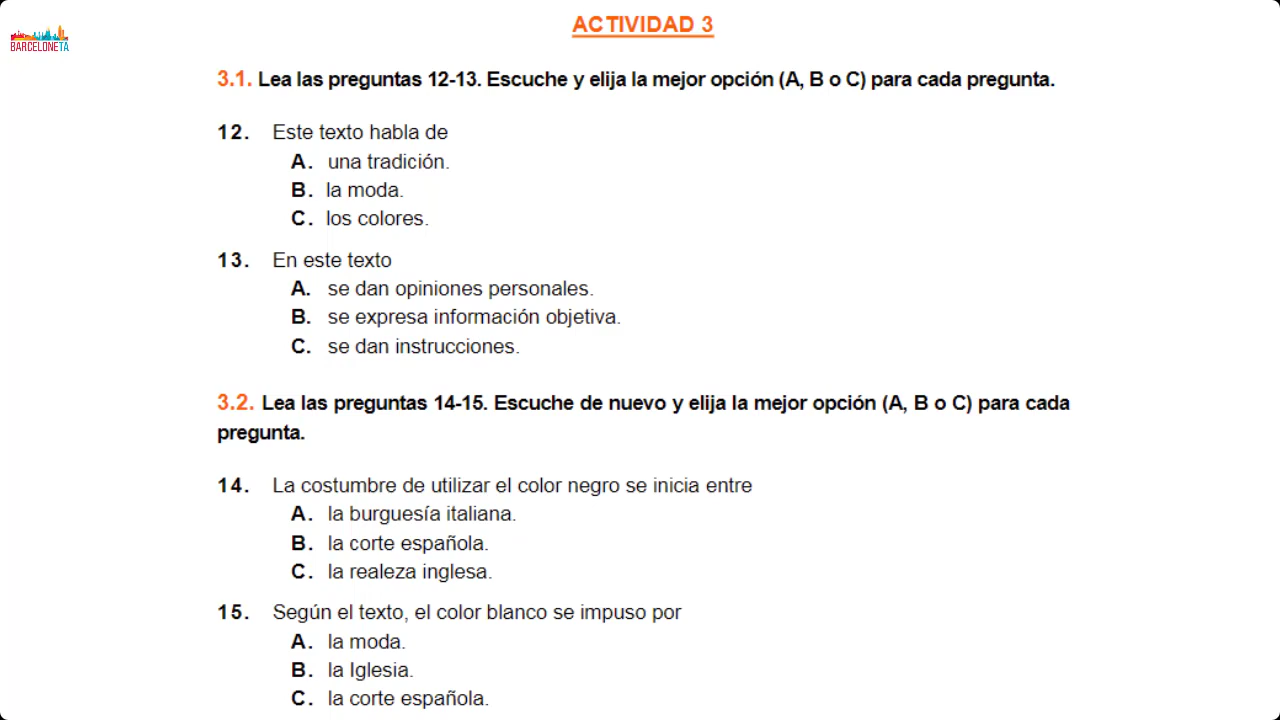 BARCELONETA
ACTIVIDAD 3
3.1. Lea las preguntas 12-13. Escuche y elija la mejor opción (A, B o C) para cada pregunta.
12. Este texto habla de
A. una tradición.
B. la moda.
C. los colores.
13. En este texto
A. se dan opiniones personales.
B. se expresa información objetiva.
C. se dan instrucciones.
3.2. Lea las preguntas 14-15. Escuche de nuevo y elija la mejor opción (A, B o C) para cada
pregunta.
14. La costumbre de utilizar el color negro se inicia entre
A. la burguesía italiana.
B. la corte española.
C. la realeza inglesa.
15. Según el texto, el color blanco se impuso por
A. la moda.
B. la Iglesia.
C. la corte española.